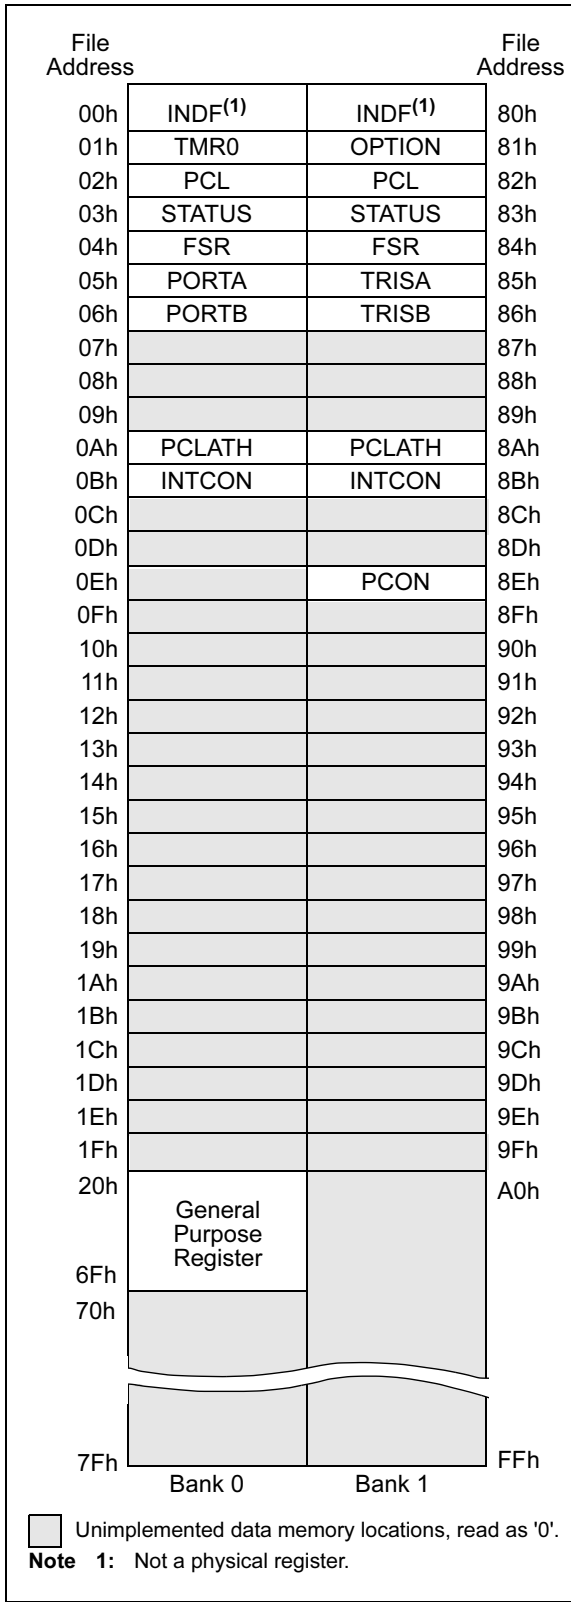 File Address File Address
00h INDF(1) INDF(1) 80h
01h TMR0 OPTION 81h
02h PCL PCL 82h
03h STATUS STATUS 83h
04h FSR FSR 84h
05h PORTA TRISA 85h
06h PORTB TRISB 86h
07h 87h
08h 88h
09h 89h
0Ah PCLATH PCLATH 8Ah
0Bh INTCON INTCON 8Bh
0Ch 8Ch
0Dh 8Dh
0Eh PCON 8Eh
0Fh 8Fh
10h 90h
11h 91h
12h 92h
13h 93h
14h 94h
15h 95h
16h 96h
17h 97h
18h 98h
19h 99h
1Ah 9Ah
1Bh 9Bh
1Ch 9Ch
1Dh 9Dh
1Eh 9Eh
1Fh 9Fh
20h A0h
General
Purpose
Register
6Fh
70h
7Fh FFh
Bank 0 Bank 1
Unimplemented data memory locations, read as '0'.
Note 1: Not a physical register.